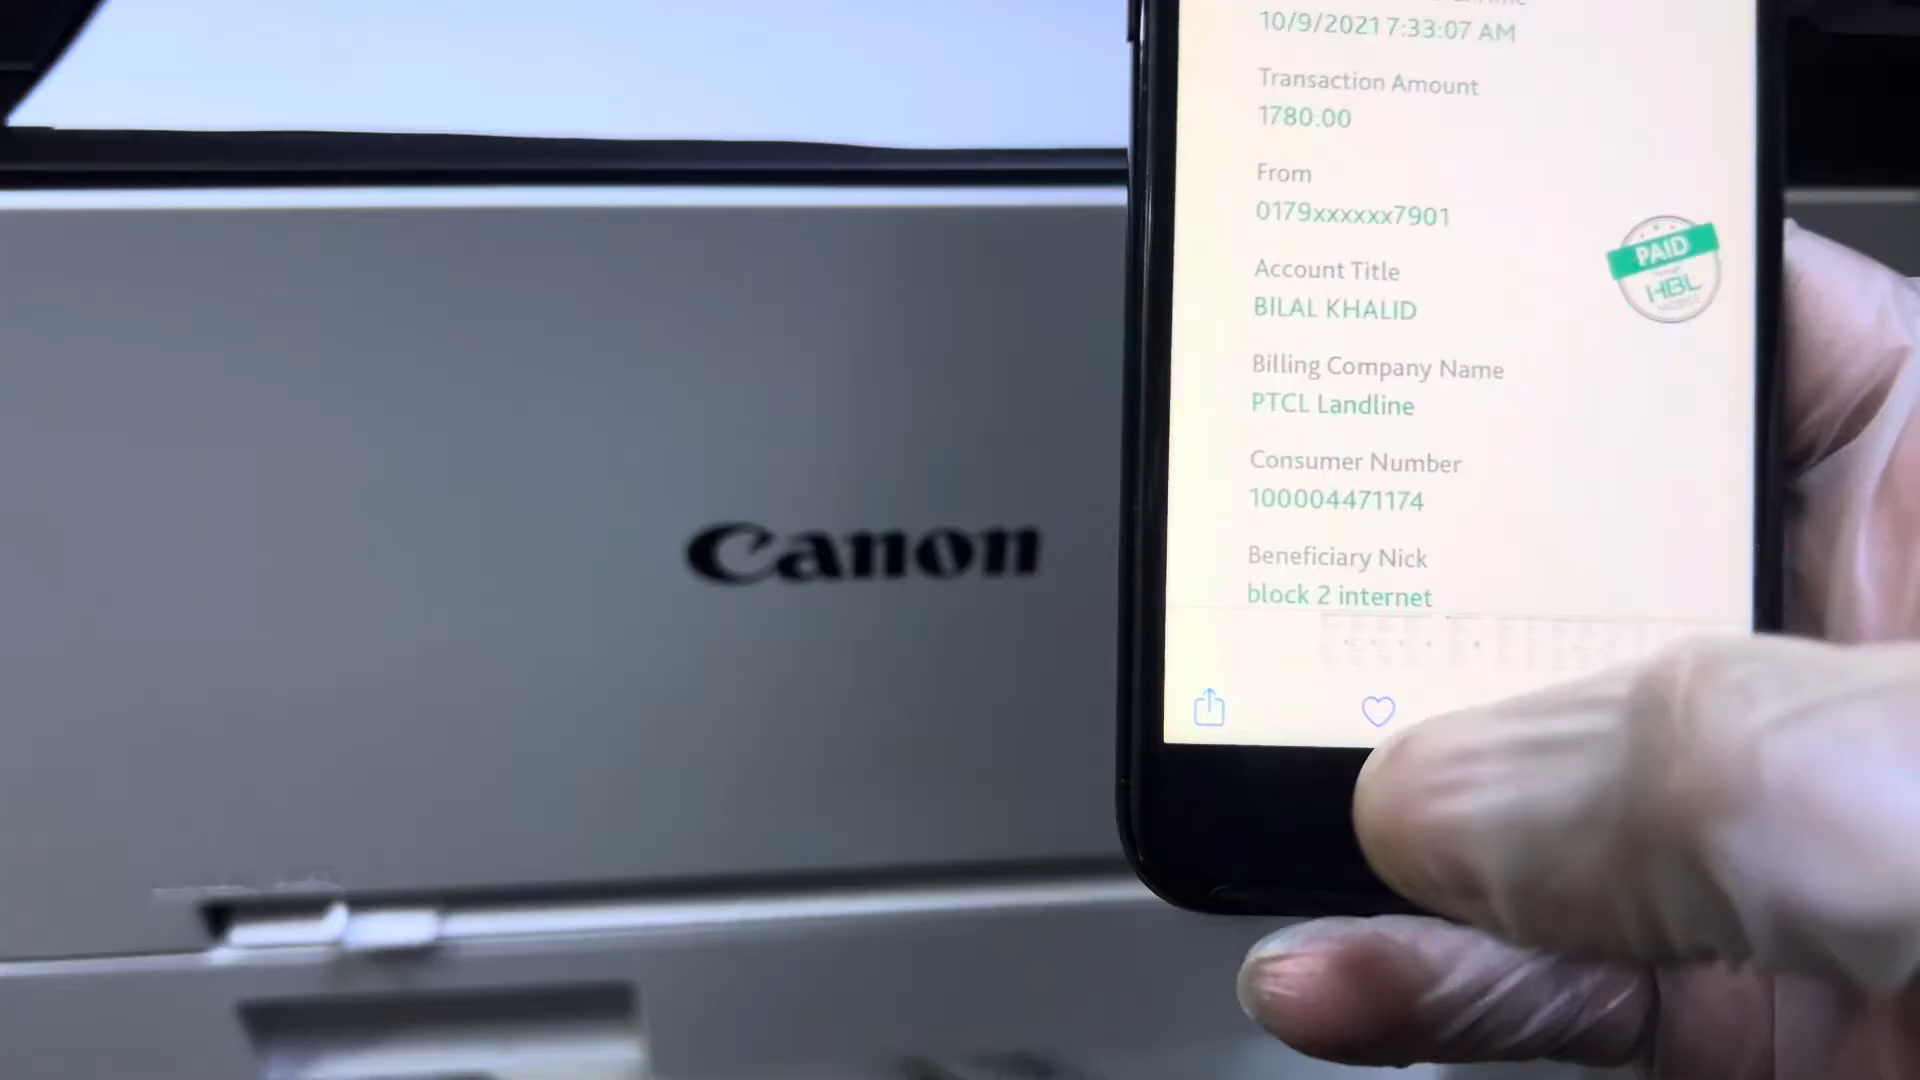 10/9/2021 7:33:07 AM
Transaction Amount
1780.00
From
0179xxxxxx7901
Account Title
BILAL KHALID
PAID
HBL
Billing Company Name
PTCL Landline
Consumer Number
100004471174
Beneficiary Nick
block 2 internet
Canon